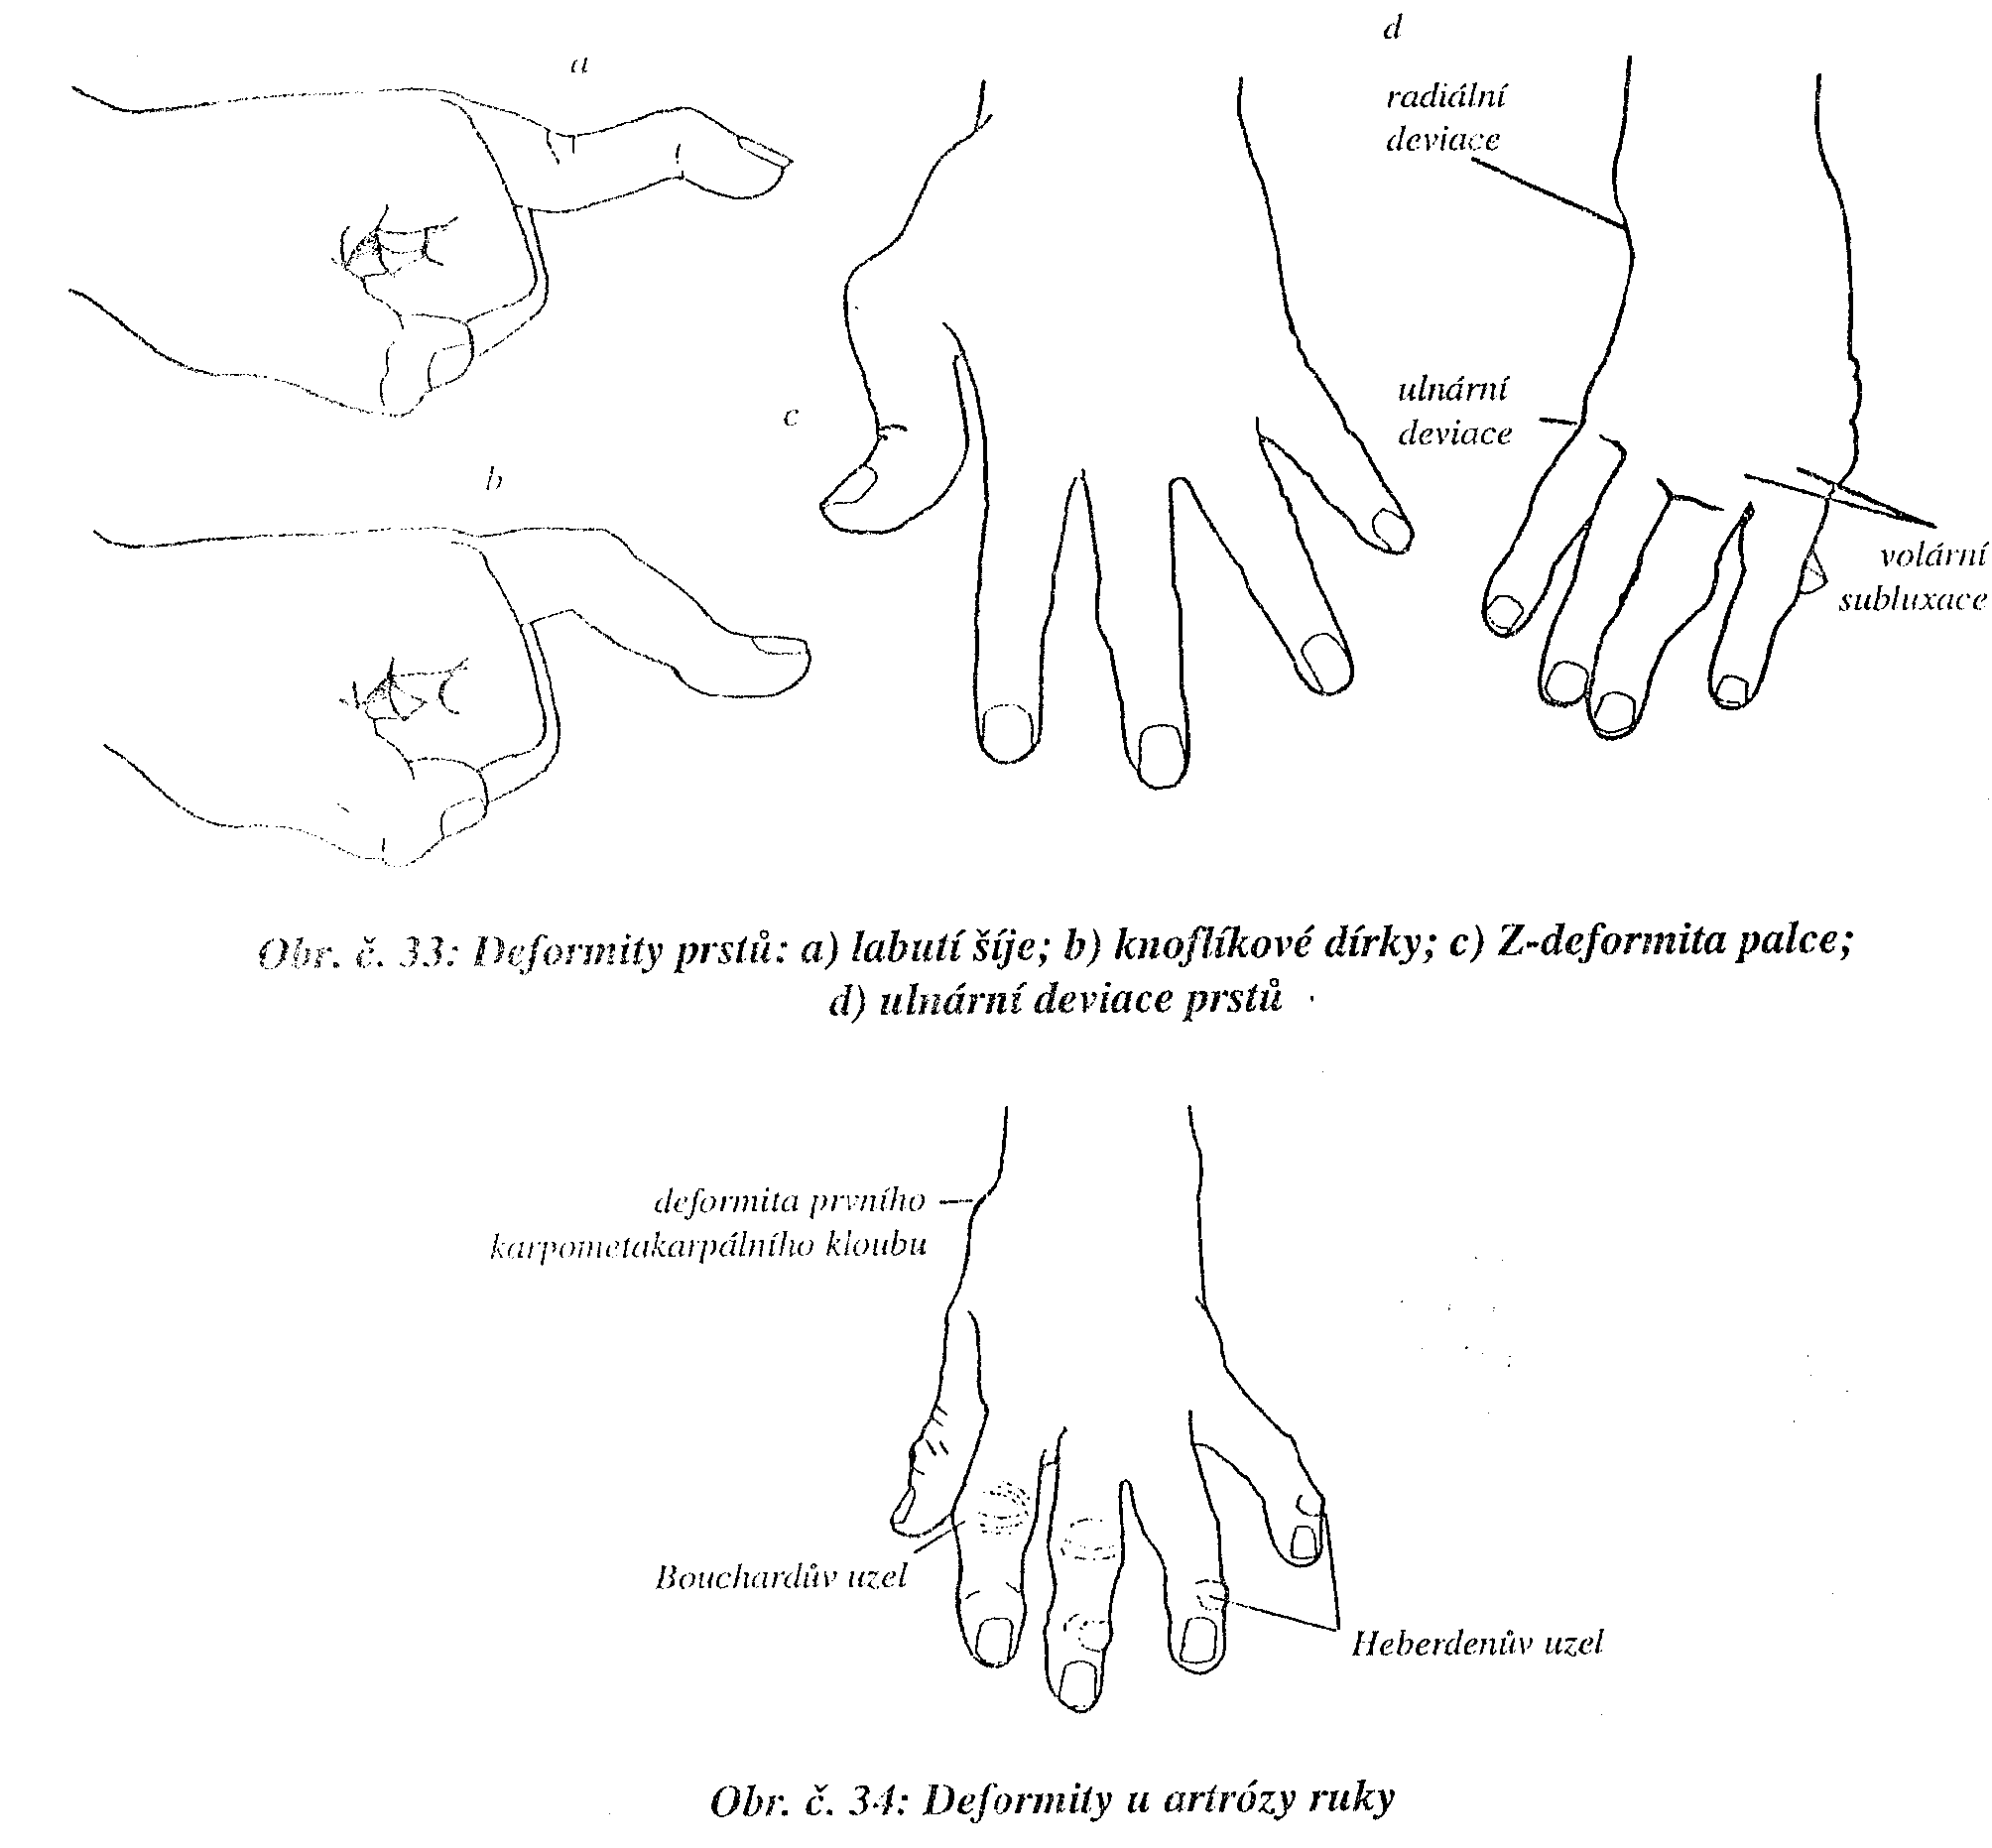 a
d
radiální
deviace
c
ulnární
deviace
b
volární
subluxace
Obr. č. 33: Deformity prstů: a) labutí šíje; b) knoflíkové dírky; c) Z-deformita palce;
d) ulnární deviace prstů
deformita prvního
karpometakarpálního kloubu
Bouchardův uzel
Heberdenův uzel
Obr. č. 34: Deformity u artrózy ruky